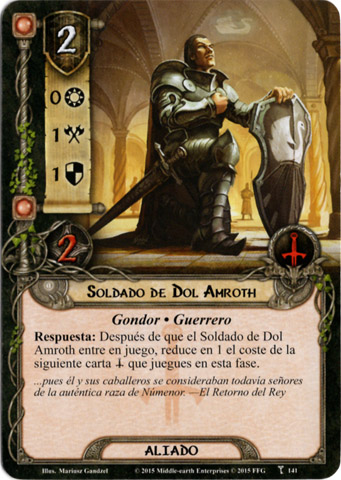 2
0
1
1
2
Soldado de Dol Amroth
Gondor • Guerrero
Respuesta: Después de que el Soldado de Dol
Amroth entre en juego, reduce en 1 el coste de la
siguiente carta que juegues en esta fase.
...pues él y sus caballeros se consideraban todavía señores
de la auténtica raza de Númenor. —El Retorno del Rey
ALIADO
Illus. Mariusz Gandzel © 2015 Middle-earth Enterprises © 2015 FFG 141